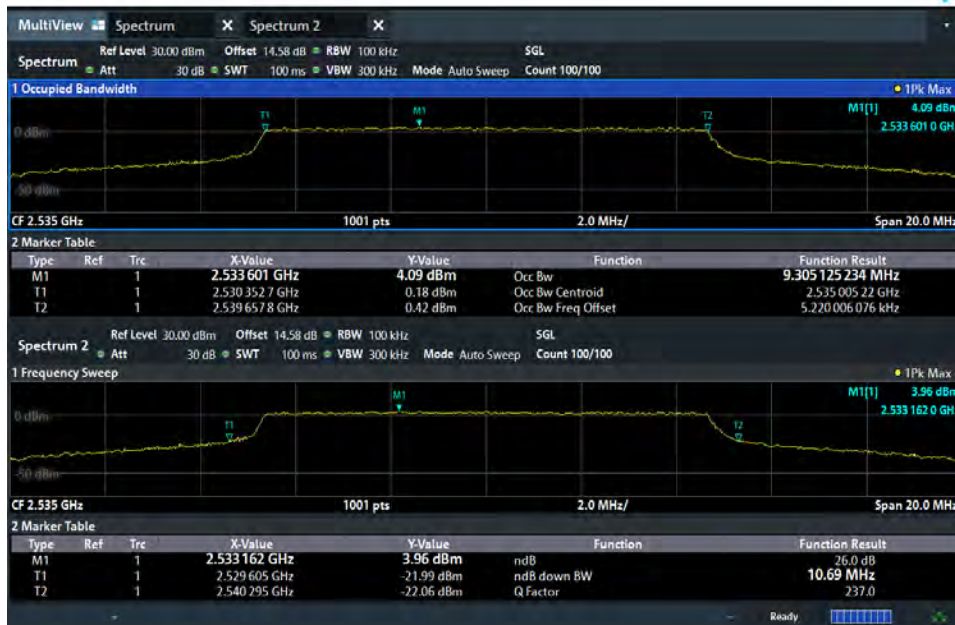 MultiView Spectrum X Spectrum 2 X
Ref Level 30.00 dBm Offset 14.58 dB RBW 100 kHz SGL
Spectrum Att 30 dB SWT 100 ms VBW 300 kHz Mode Auto Sweep Count 100/100
1 Occupied Bandwidth 1Pk Max
M1[1] 4.09 dBm
2.533 601 0 GH
T1 M1 T2
0 dBm
-50 dBm
CF 2.535 GHz 1001 pts 2.0 MHz/ Span 20.0 MHz
2 Marker Table
Type Ref Trc X-Value Y-Value Function Function Result
M1 1 2.533 601 GHz 4.09 dBm Occ Bw 9.305 125 234 MHz
T1 1 2.530 352 7 GHz 0.18 dBm Occ Bw Centroid 2.535 005 22 GHz
T2 1 2.539 657 8 GHz 0.42 dBm Occ Bw Freq Offset 5.220 006 076 kHz
Ref Level 30.00 dBm Offset 14.58 dB RBW 100 kHz SGL
Spectrum 2 Att 30 dB SWT 100 ms VBW 300 kHz Mode Auto Sweep Count 100/100
1 Frequency Sweep 1Pk Max
M1[1] 3.96 dBm
2.533 162 0 GH
M1
0 dBm
T1 T2
-50 dBm
CF 2.535 GHz 1001 pts 2.0 MHz/ Span 20.0 MHz
2 Marker Table
Type Ref Trc X-Value Y-Value Function Function Result
M1 1 2.533 162 GHz 3.96 dBm ndB 26.0 dB
T1 1 2.529 605 GHz -21.99 dBm ndB down BW 10.69 MHz
T2 1 2.540 295 GHz -22.06 dBm Q Factor 237.0
Ready